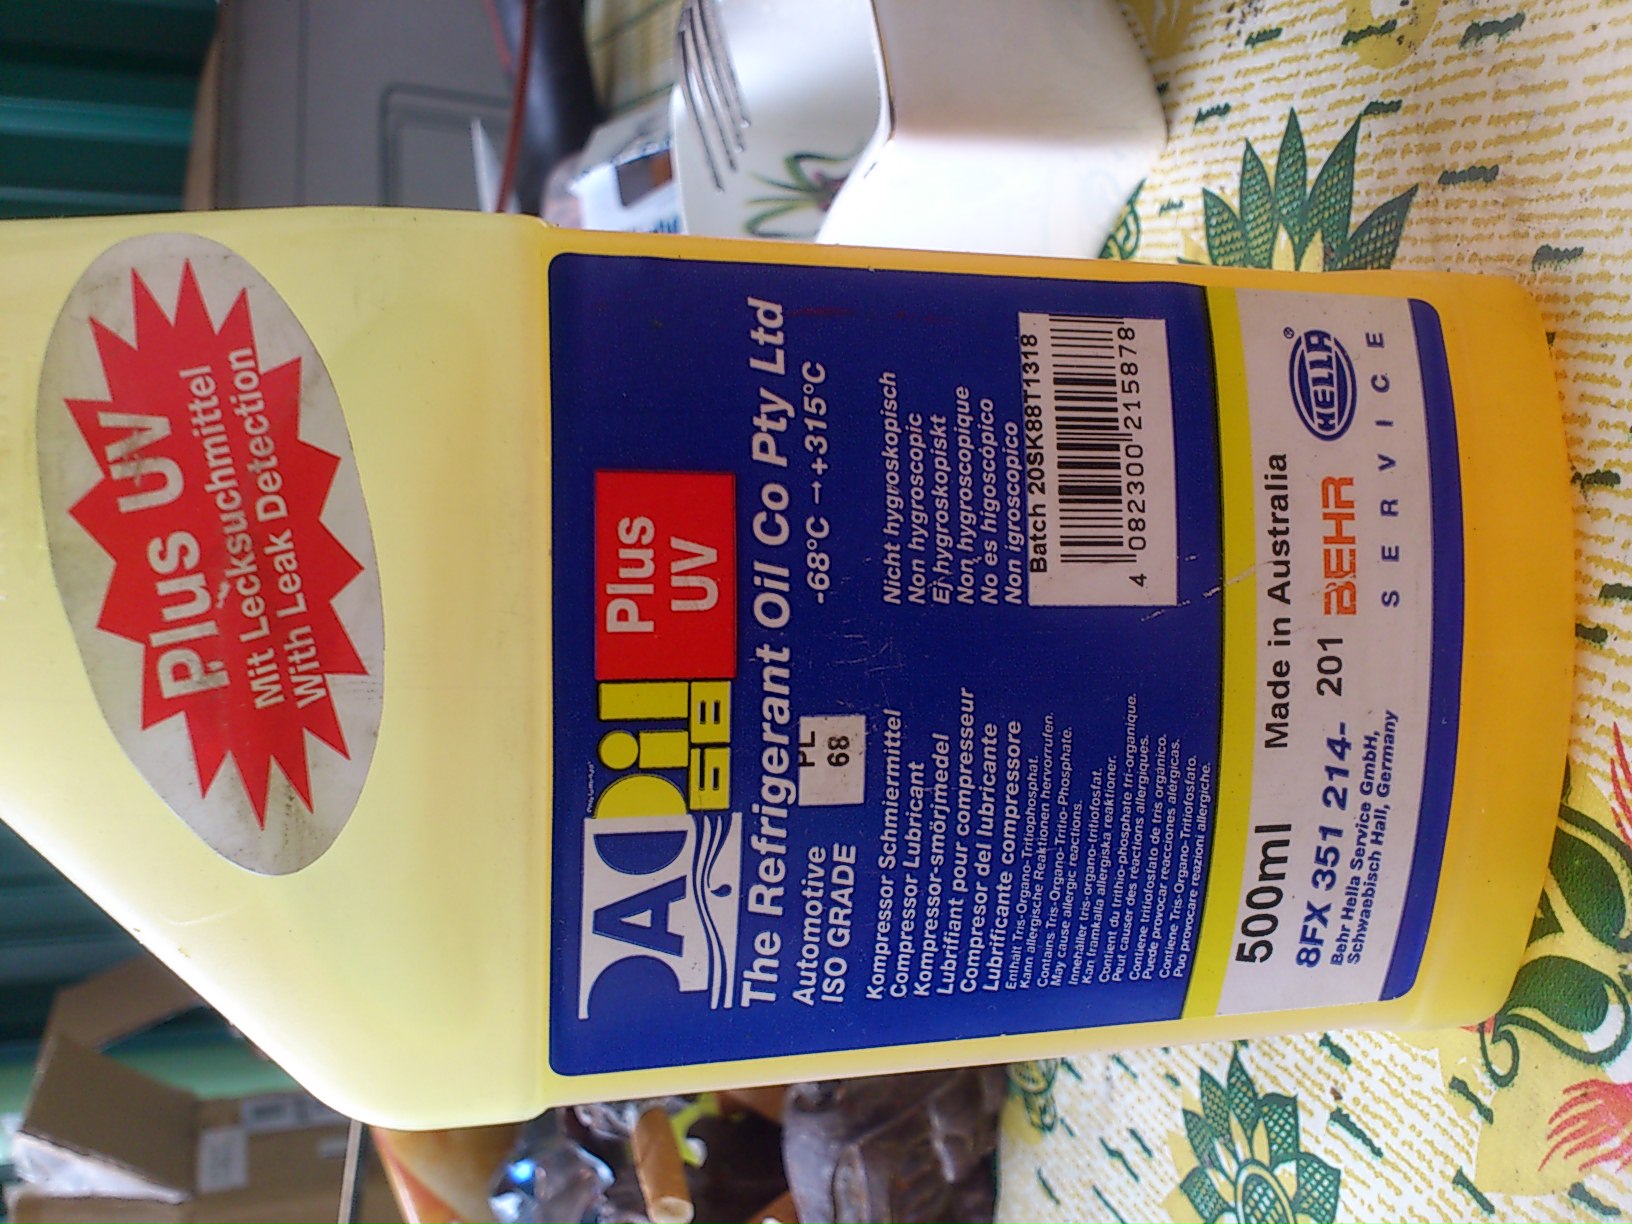 Plus UV
Mit Lecksuchmittel
With Leak Detection
PAO Oil 68
Plus
UV
The Refrigerant Oil Co Pty Ltd
Automotive
ISO GRADE
PL
68
-68°C → +315°C
Kompressor Schmiermittel
Compressor Lubricant
Kompressor-smörjmedel
Lubrifiant pour compresseur
Compresor del lubricante
Lubrificante compressore
Nicht hygroskopisch
Non hygroscopic
Ej hygroskopiskt
Non hygroscopique
No es higoscópico
Non igroscopico
Enthält Tris-Organo-Tritiophosphat.
Kann allergische Reaktionen hervorrufen.
Contains Tris-Organo-Tritio-Phosphate.
May cause allergic reactions.
Innehåller tris-organo-tritiofosfat.
Kan framkalla allergiska reaktioner.
Contient du trithio-phosphate tri-organique.
Peut causer des réactions allergiques.
Contiene tritiofosfato de tris orgánico.
Puede provocar reacciones alérgicas.
Contiene Tris-Organo-Tritiofosfato.
Puo provocare reazioni allergiche.
Batch 20SK88T1318
4 082300 215878
500ml Made in Australia
8FX 351 214- 201
Behr Hella Service GmbH,
Schwaebisch Hall, Germany
BEHR HELLA®
SERVICE